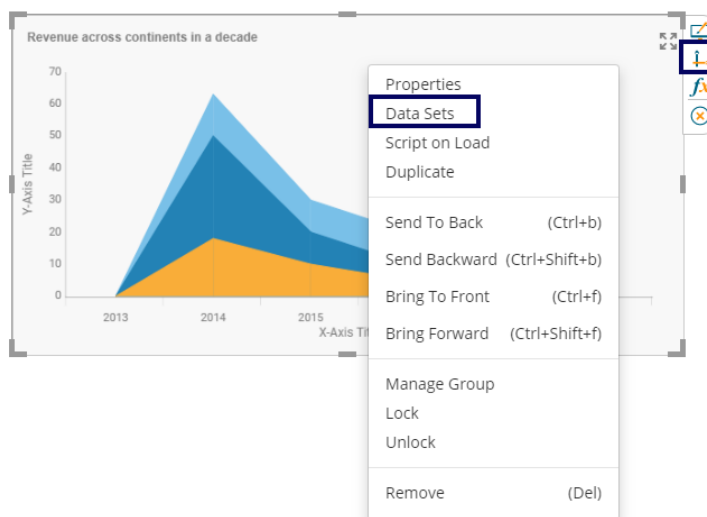 Revenue across continents in a decade
70
60
50
40
30
20
10
0
Y-Axis Title
2013
2014
2015
Properties
Data Sets
Script on Load
Duplicate
Send To Back (Ctrl+b)
Send Backward (Ctrl+Shift+b)
Bring To Front (Ctrl+f)
Bring Forward (Ctrl+Shift+f)
Manage Group
Lock
Unlock
Remove (Del)
X-Axis
fx